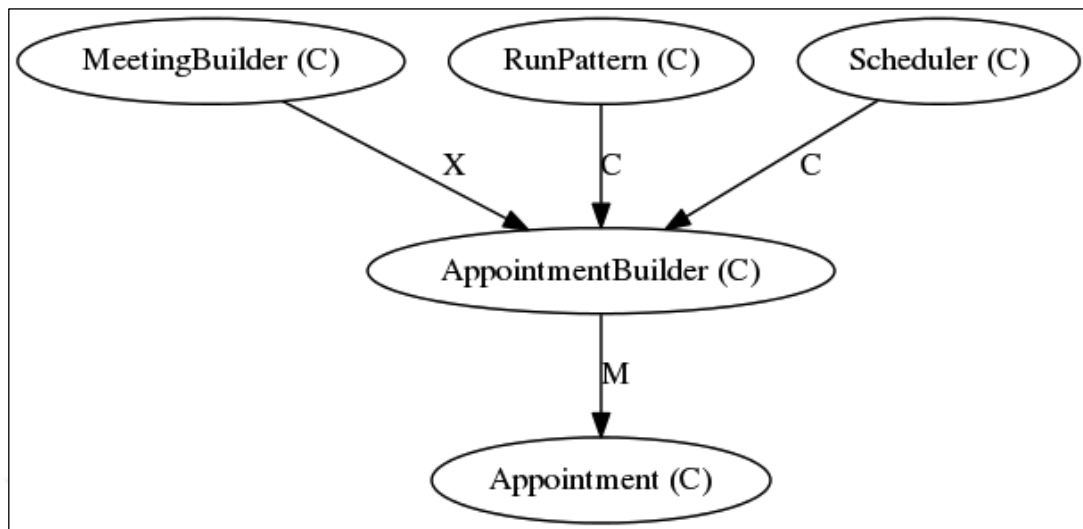 MeetingBuilder (C)
RunPattern (C)
Scheduler (C)
X
C
C
AppointmentBuilder (C)
M
Appointment (C)